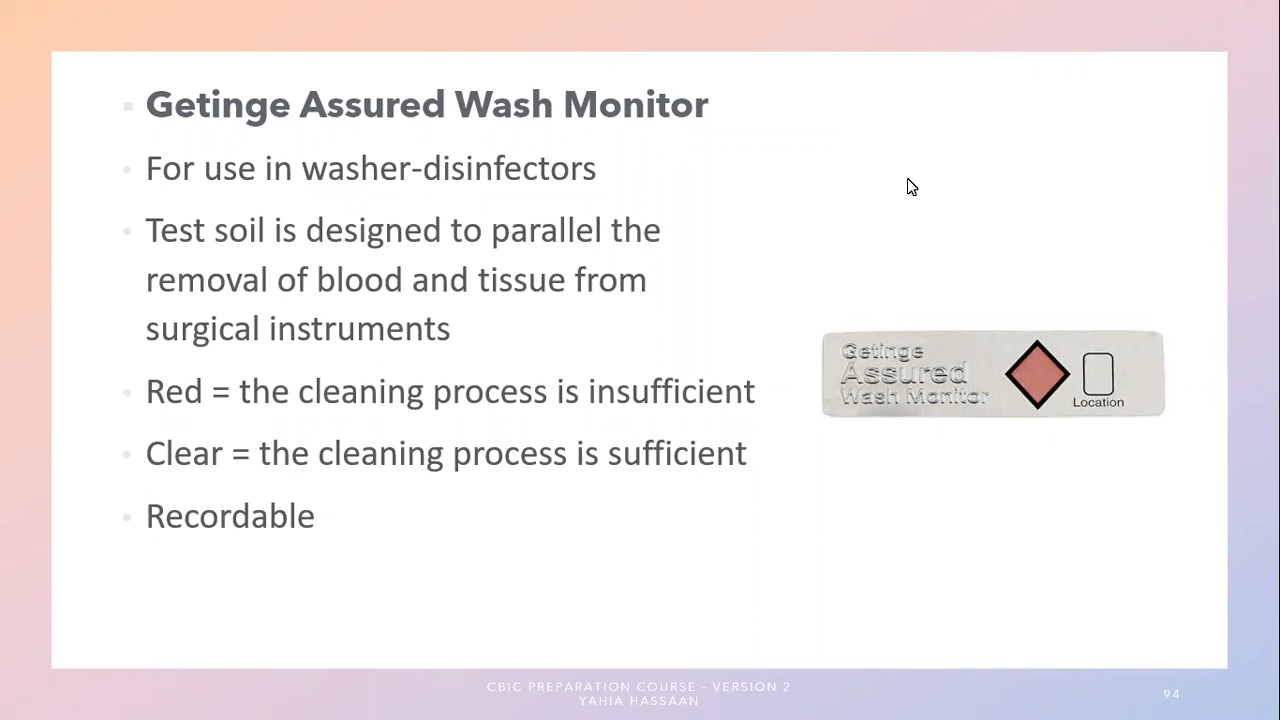 Getinge Assured Wash Monitor
For use in washer-disinfectors
Test soil is designed to parallel the
removal of blood and tissue from
surgical instruments
Red = the cleaning process is insufficient
Clear = the cleaning process is sufficient
Recordable
Getinge
Assured
Wash Monitor
Location
CBIC PREPARATION COURSE - VERSION 2
YAHIA HASSAAN
94